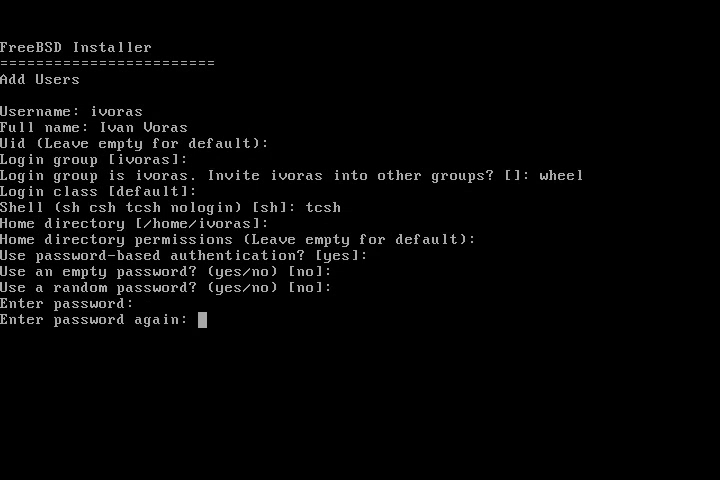 FreeBSD Installer
========================
Add Users
Username: ivoras
Full name: Ivan Voras
Uid (Leave empty for default):
Login group [ivoras]:
Login group is ivoras. Invite ivoras into other groups? []: wheel
Login class [default]:
Shell (sh csh tcsh nologin) [sh]: tcsh
Home directory [/home/ivoras]:
Home directory permissions (Leave empty for default):
Use password-based authentication? [yes]:
Use an empty password? (yes/no) [no]:
Use a random password? (yes/no) [no]:
Enter password:
Enter password again: